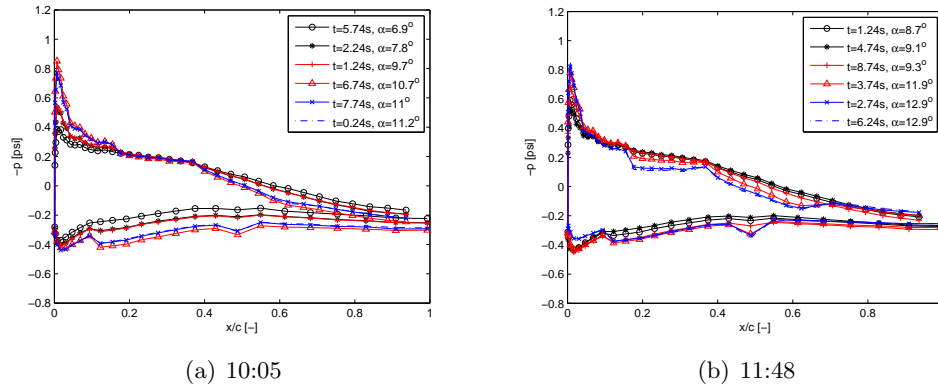 t=5.74s, α=6.9°
t=2.24s, α=7.8°
t=1.24s, α=9.7°
t=6.74s, α=10.7°
t=7.74s, α=11°
t=0.24s, α=11.2°
1.2
1
0.8
0.6
0.4
0.2
0
−0.2
−0.4
−0.6
−0.8
−p [psi]
0 0.2 0.4 0.6 0.8 1
x/c [−]
(a) 10:05
t=1.24s, α=8.7°
t=4.74s, α=9.1°
t=8.74s, α=9.3°
t=3.74s, α=11.9°
t=2.74s, α=12.9°
t=6.24s, α=12.9°
1.2
1
0.8
0.6
0.4
0.2
0
−0.2
−0.4
−0.6
−0.8
−p [psi]
0 0.2 0.4 0.6 0.8
x/c [−]
(b) 11:48